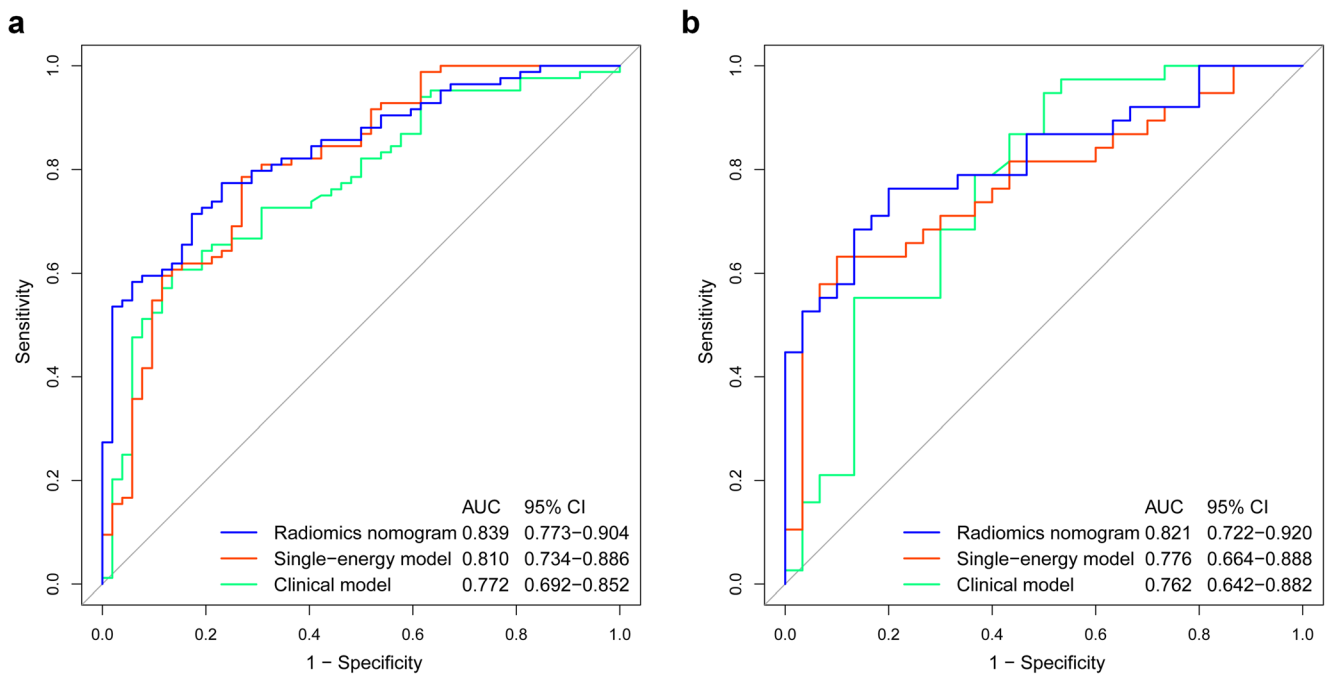 a
Sensitivity
1.0
0.8
0.6
0.4
0.2
0.0
AUC 95% CI
Radiomics nomogram 0.839 0.773−0.904
Single−energy model 0.810 0.734−0.886
Clinical model 0.772 0.692−0.852
0.0 0.2 0.4 0.6 0.8 1.0
1 − Specificity
b
Sensitivity
1.0
0.8
0.6
0.4
0.2
0.0
AUC 95% CI
Radiomics nomogram 0.821 0.722−0.920
Single−energy model 0.776 0.664−0.888
Clinical model 0.762 0.642−0.882
0.0 0.2 0.4 0.6 0.8 1.0
1 − Specificity